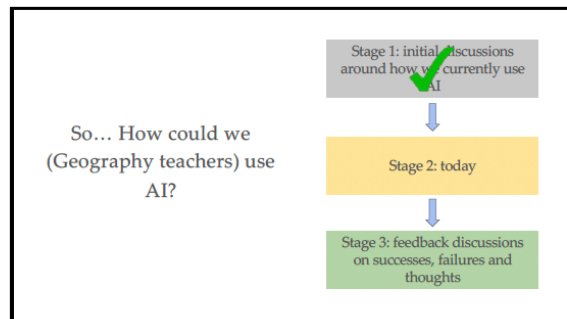 So... How could we
(Geography teachers) use
AI?
Stage 1: initial discussions
around how we currently use
AI
Stage 2: today
Stage 3: feedback discussions
on successes, failures and
thoughts